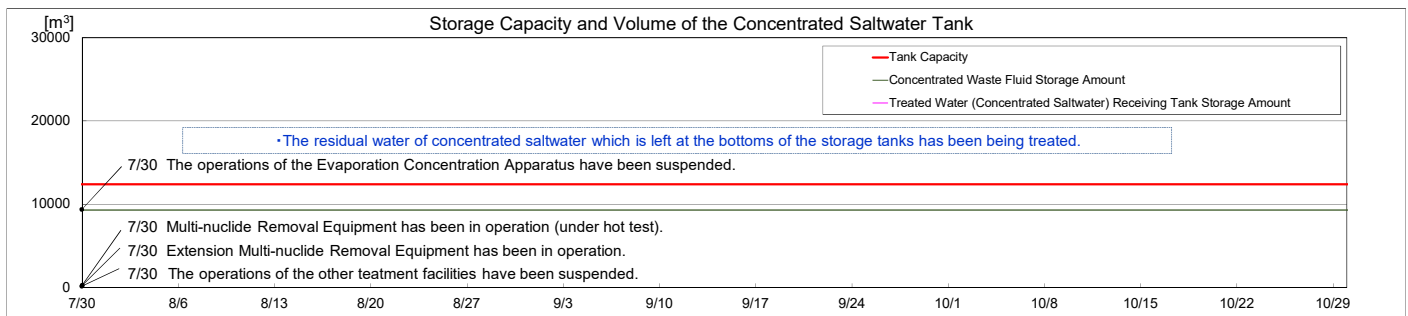 [m³]
Storage Capacity and Volume of the Concentrated Saltwater Tank
30000
Tank Capacity
Concentrated Waste Fluid Storage Amount
Treated Water (Concentrated Saltwater) Receiving Tank Storage Amount
20000
・The residual water of concentrated saltwater which is left at the bottoms of the storage tanks has been being treated.
7/30 The operations of the Evaporation Concentration Apparatus have been suspended.
10000
7/30 Multi-nuclide Removal Equipment has been in operation (under hot test).
7/30 Extension Multi-nuclide Removal Equipment has been in operation.
7/30 The operations of the other teatment facilities have been suspended.
0
7/30 8/6 8/13 8/20 8/27 9/3 9/10 9/17 9/24 10/1 10/8 10/15 10/22 10/29